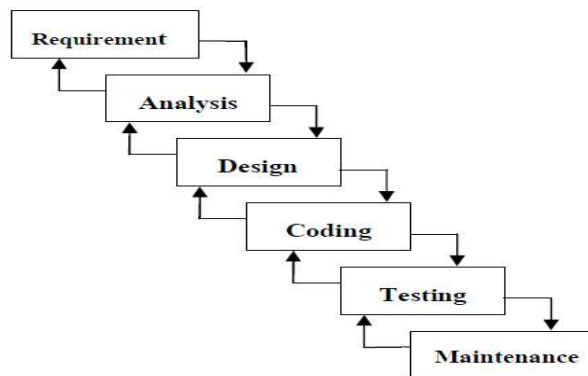 Requirement
Analysis
Design
Coding
Testing
Maintenance